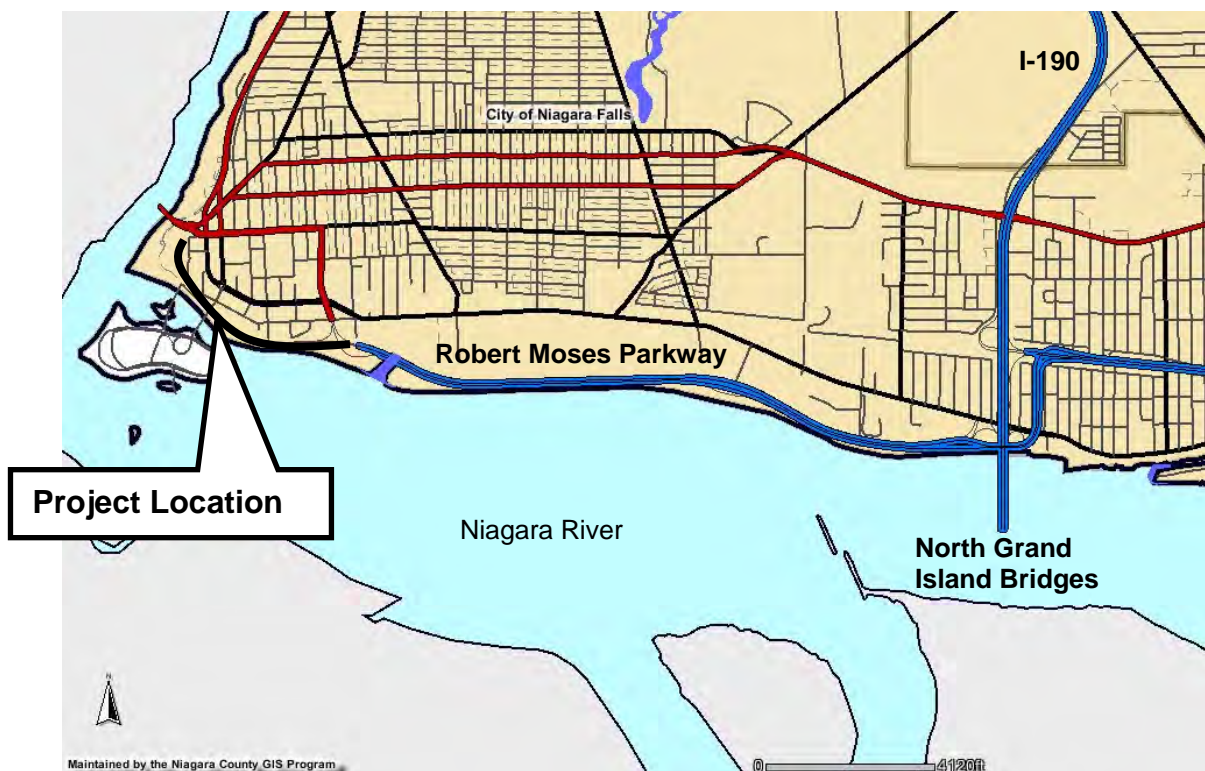 I-190
City of Niagara Falls
Robert Moses Parkway
Project Location
Niagara River
North Grand
Island Bridges
N
Maintained by the Niagara County GIS Program
0 4120ft